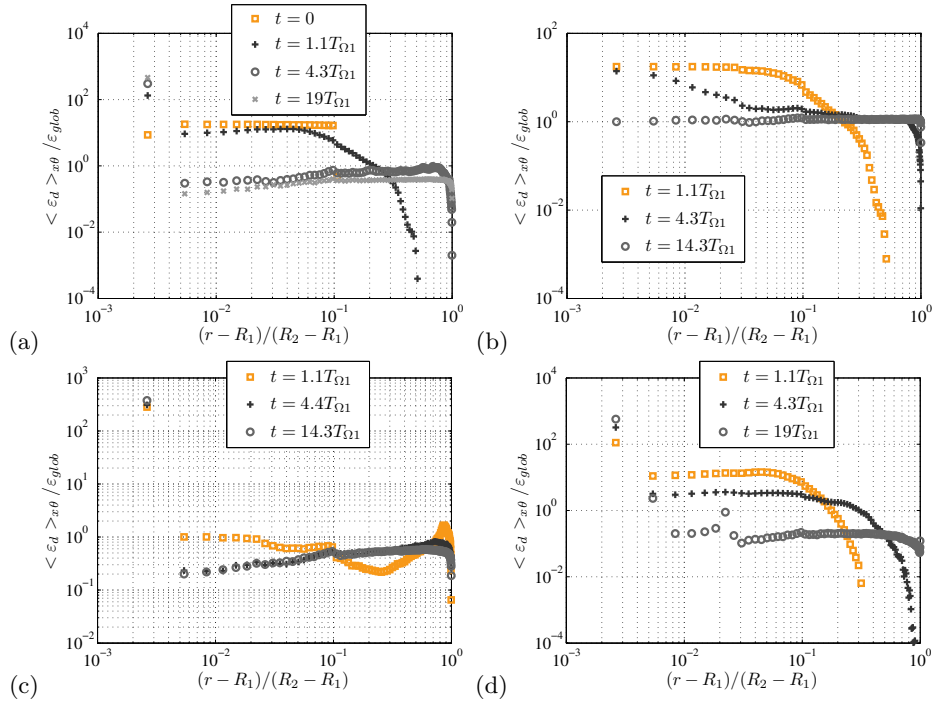 10^4
10^2
10^0
10^{-2}
10^{-4}
< ε_d >_{xθ} / ε_{glob}
t = 0
t = 1.1T_{Ω1}
t = 4.3T_{Ω1}
t = 19T_{Ω1}
10^{-3}
10^{-2}
10^{-1}
10^0
(a)
(r − R_1)/(R_2 − R_1)
10^2
10^0
10^{-2}
10^{-4}
< ε_d >_{xθ} / ε_{glob}
t = 1.1T_{Ω1}
t = 4.3T_{Ω1}
t = 14.3T_{Ω1}
10^{-3}
10^{-2}
10^{-1}
10^0
(b)
(r − R_1)/(R_2 − R_1)
10^3
10^2
10^1
10^0
10^{-1}
10^{-2}
< ε_d >_{xθ} / ε_{glob}
t = 1.1T_{Ω1}
t = 4.4T_{Ω1}
t = 14.3T_{Ω1}
10^{-3}
10^{-2}
10^{-1}
10^0
(c)
(r − R_1)/(R_2 − R_1)
10^4
10^2
10^0
10^{-2}
10^{-4}
< ε_d >_{xθ} / ε_{glob}
t = 1.1T_{Ω1}
t = 4.3T_{Ω1}
t = 19T_{Ω1}
10^{-3}
10^{-2}
10^{-1}
10^0
(d)
(r − R_1)/(R_2 − R_1)